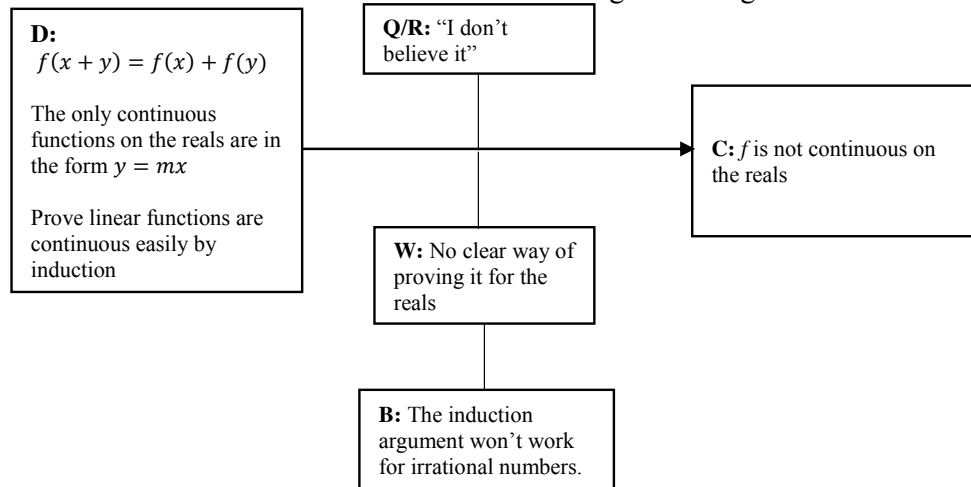 D:
f(x + y) = f(x) + f(y)
The only continuous
functions on the reals are in
the form y = mx
Prove linear functions are
continuous easily by
induction
Q/R: “I don’t
believe it”
C: f is not continuous on
the reals
W: No clear way of
proving it for the
reals
B: The induction
argument won’t work
for irrational numbers.